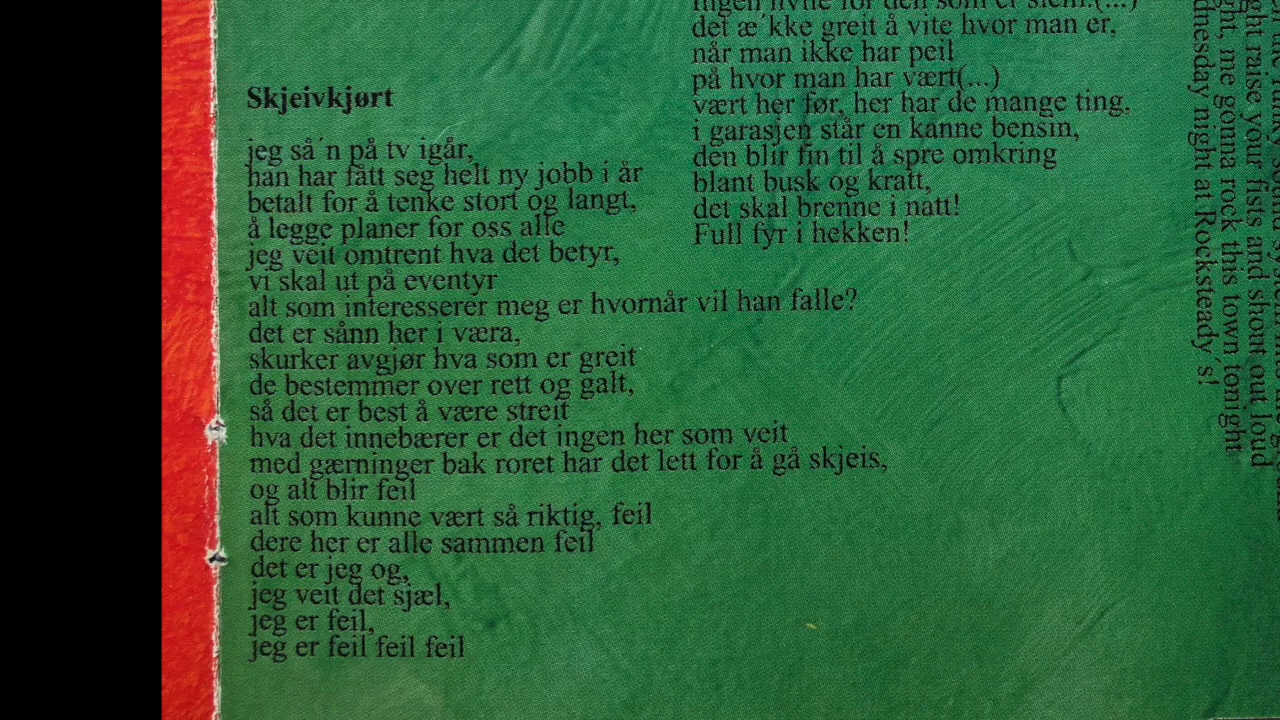 Skjeivkjørt
jeg så´n på tv igår,
han har fått seg helt ny jobb i år
betalt for å tenke stort og langt,
å legge planer for oss alle
jeg veit omtrent hva det betyr,
vi skal ut på eventyr
alt som interesserer meg er hvornår vil han falle?
det er sånn her i væra,
skurker avgjør hva som er greit
de bestemmer over rett og galt,
så det er best å være streit
hva det innebærer er det ingen her som veit
med gærninger bak roret har det lett for å gå skjeis,
og alt blir feil
alt som kunne vært så riktig, feil
dere her er alle sammen feil
det er jeg og,
jeg veit det sjæl,
jeg er feil,
jeg er feil feil feil
ingen hvile for den som er slem.(...)
det æ´kke greit å vite hvor man er,
når man ikke har peil
på hvor man har vært(...)
vært her før, her har de mange ting.
i garasjen står en kanne bensin,
den blir fin til å spre omkring
blant busk og kratt,
det skal brenne i natt!
Full fyr i hekken!
ght raise your fists and shout out loud
ght, me gonna rock this town tonight
dnesday night at Rocksteady´s!